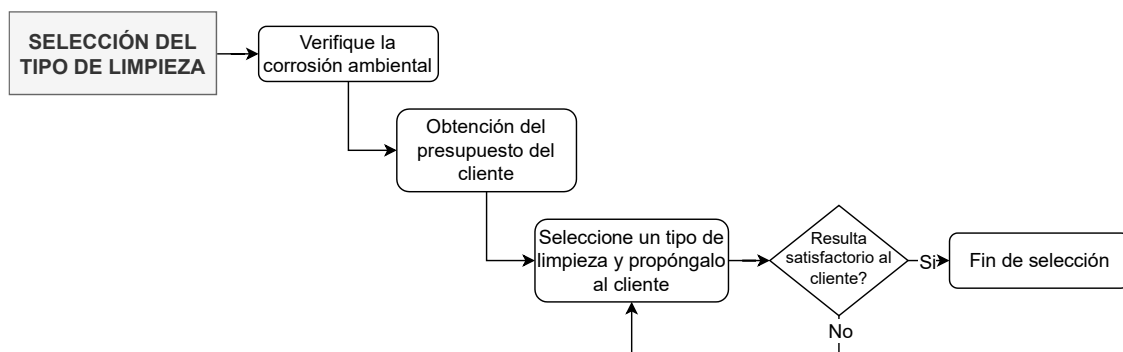 SELECCIÓN DEL
TIPO DE LIMPIEZA
Verifique la
corrosión ambiental
Obtención del
presupuesto del
cliente
Seleccione un tipo de
limpieza y propóngalo
al cliente
Resulta
satisfactorio al
cliente?
Si
Fin de selección
No